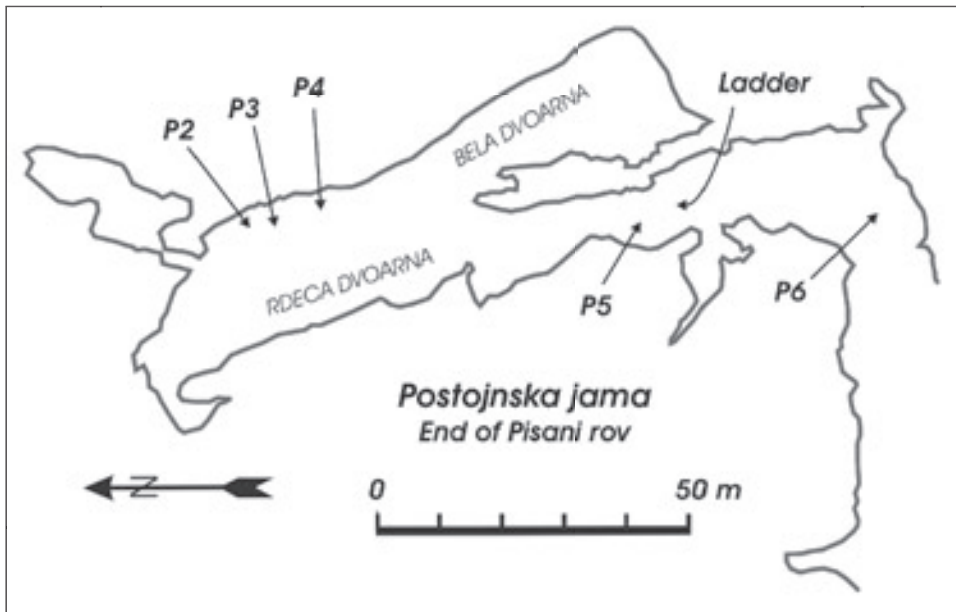 P2
P3
P4
Ladder
BELA DVOARNA
RDECA DVOARNA
P5
P6
Postojnska jama
End of Pisani rov
N
0 50 m